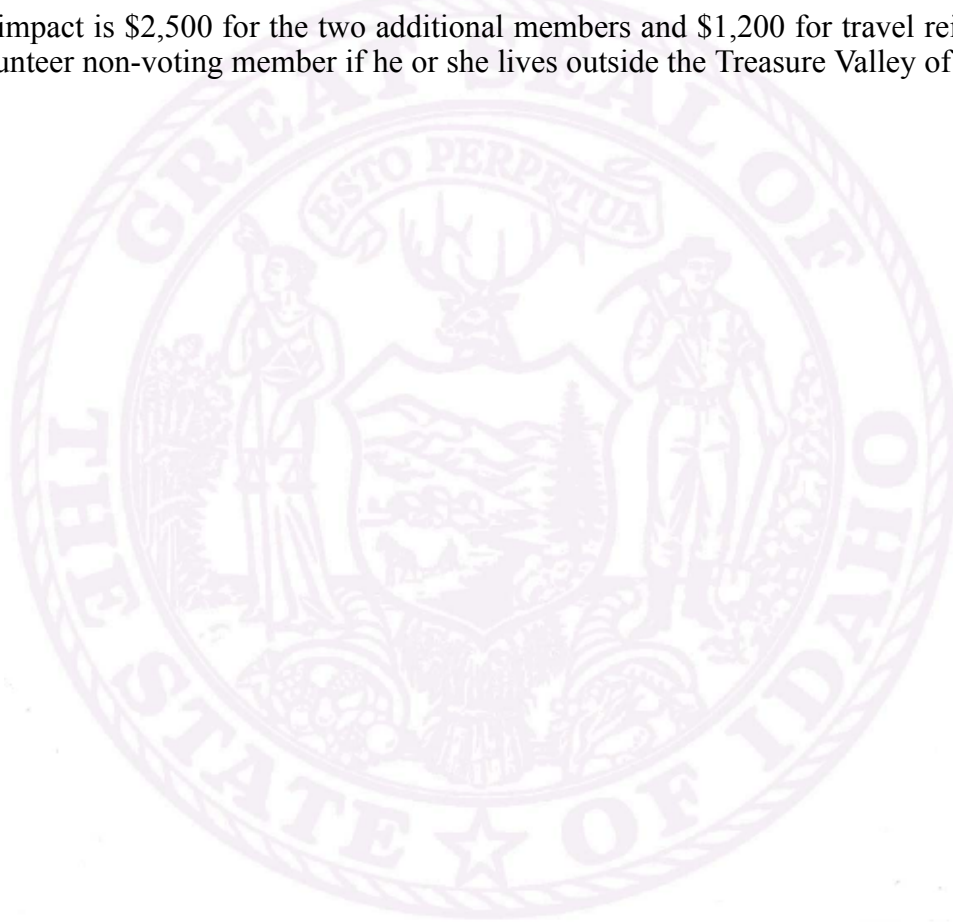 impact is $2,500 for the two additional members and $1,200 for travel rei
unteer non-voting member if he or she lives outside the Treasure Valley of
GREAT SEAL OF
ESTO PERPETUA
THE STATE OF IDAHO